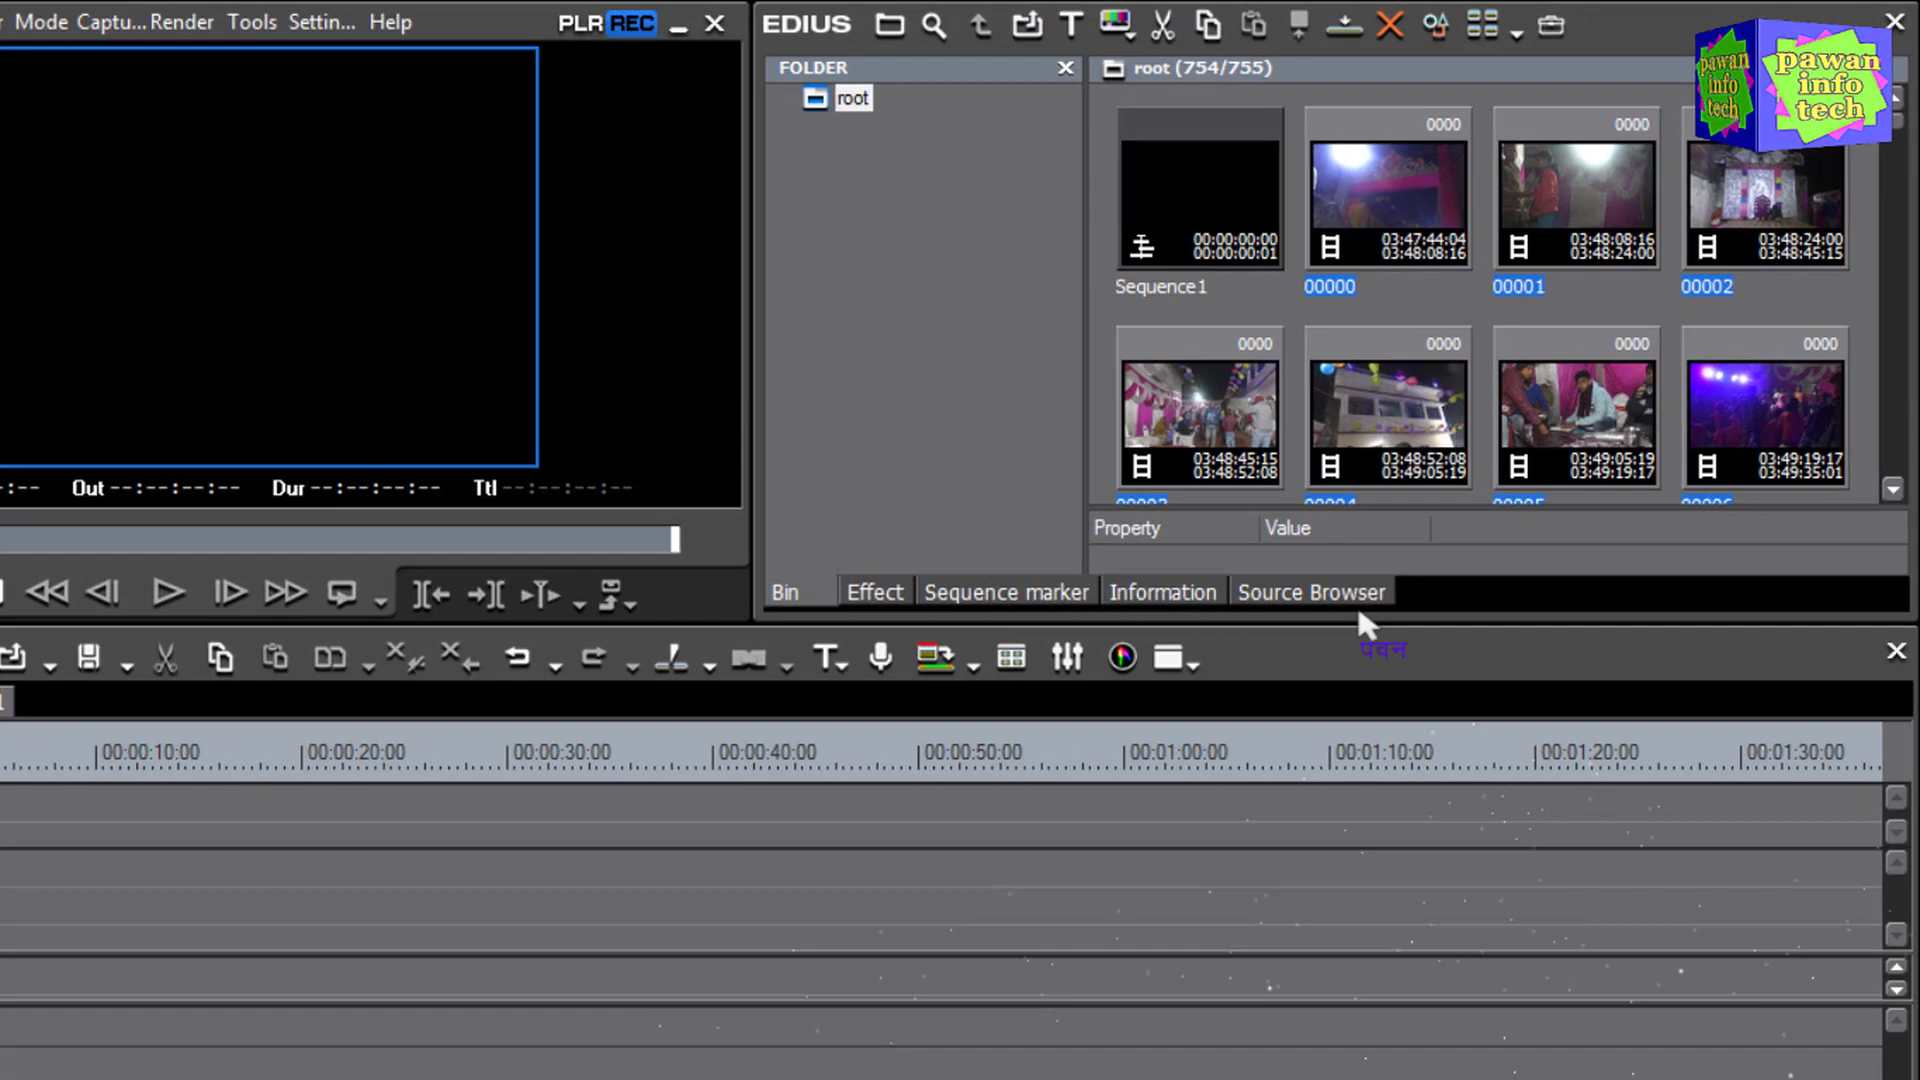 Mode Captu... Render Tools Settin... Help PLR REC
EDIUS
FOLDER
root
root (754/755)
pawan info tech
pawan info tech
0000
0000
00:00:00:00
00:00:00:01
03:47:44:04
03:48:08:16
03:48:08:16
03:48:24:00
03:48:24:00
03:48:45:15
Sequence1
00000
00001
00002
0000
0000
0000
0000
03:48:45:15
03:48:52:08
03:48:52:08
03:49:05:19
03:49:05:19
03:49:19:17
03:49:19:17
03:49:35:01
Out --:--:--:-- Dur --:--:--:-- Ttl --:--:--:--
Property Value
Bin Effect Sequence marker Information Source Browser
पवन
00:00:10:00 00:00:20:00 00:00:30:00 00:00:40:00 00:00:50:00 00:01:00:00 00:01:10:00 00:01:20:00 00:01:30:00